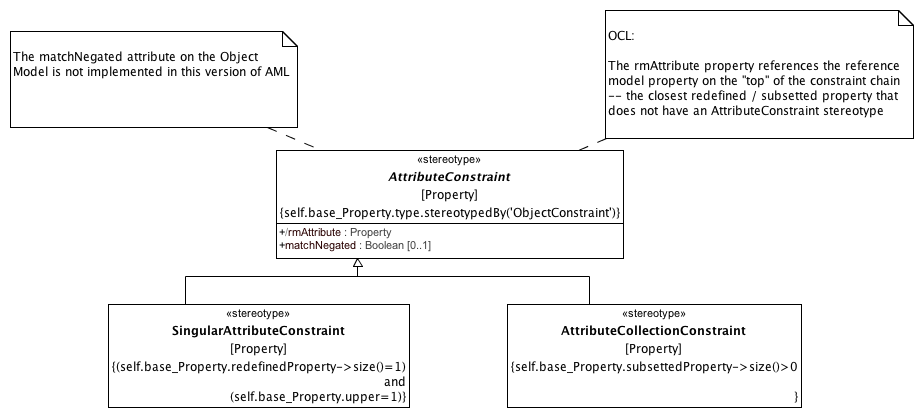 The matchNegated attribute on the Object
Model is not implemented in this version of AML
OCL:
The rmAttribute property references the reference
model property on the "top" of the constraint chain
-- the closest redefined / subsetted property that
does not have an AttributeConstraint stereotype
«stereotype»
AttributeConstraint
[Property]
{self.base_Property.type.stereotypedBy('ObjectConstraint')}
+/rmAttribute : Property
+matchNegated : Boolean [0..1]
«stereotype»
SingularAttributeConstraint
[Property]
{(self.base_Property.redefinedProperty->size()=1)
and
(self.base_Property.upper=1)}
«stereotype»
AttributeCollectionConstraint
[Property]
{self.base_Property.subsettedProperty->size()>0
}